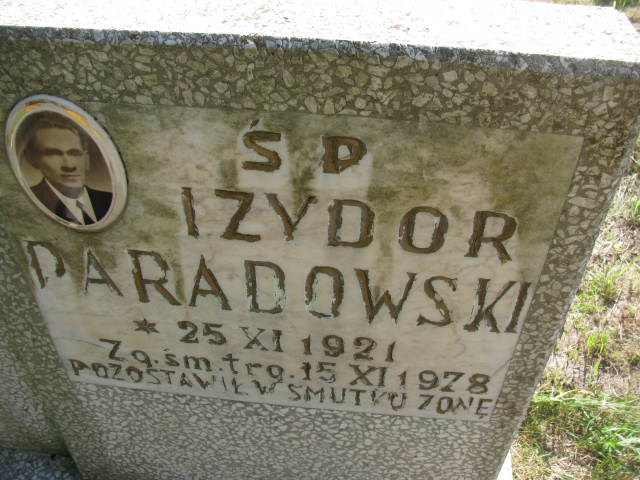 ŚP
IZYDOR
PARADOWSKI
* 25 XI 1921
Zg.śm.trg.15 XI 1978
POZOSTAWIŁ W SMUTKU ŻONĘ